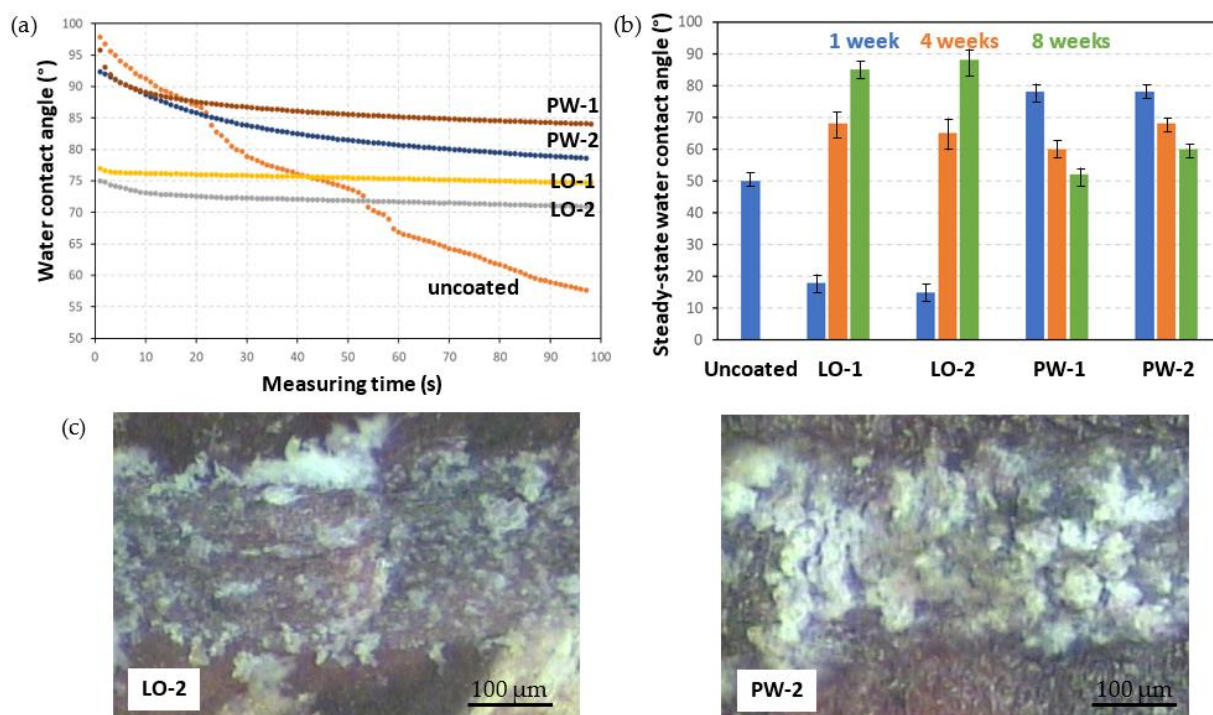 (a)
100
95
90
85
80
75
70
65
60
55
50
Water contact angle (°)
PW-1
PW-2
LO-1
LO-2
uncoated
0 10 20 30 40 50 60 70 80 90 100
Measuring time (s)
(b)
1 week 4 weeks 8 weeks
100
90
80
70
60
50
40
30
20
10
0
Steady-state water contact angle (°)
Uncoated LO-1 LO-2 PW-1 PW-2
(c)
LO-2
100 µm
PW-2
100 µm